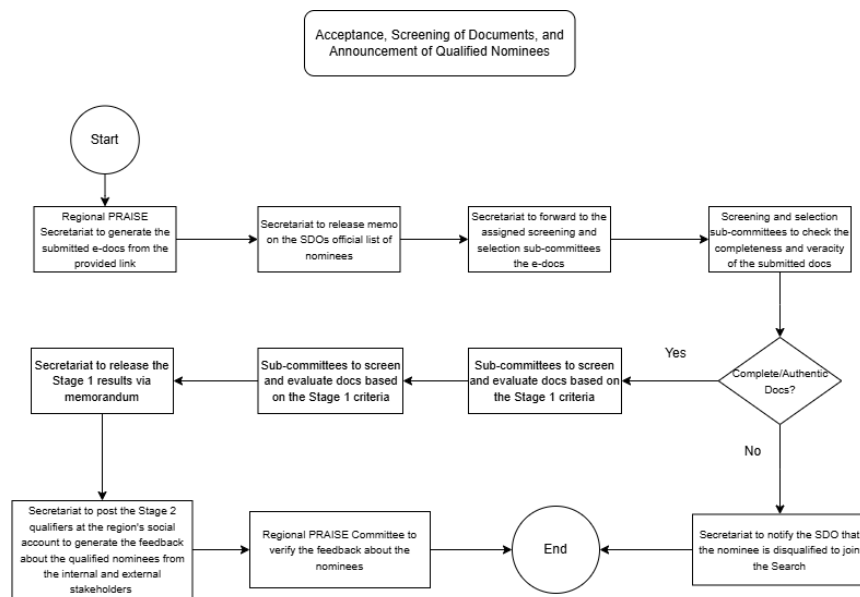 Acceptance, Screening of Documents, and
Announcement of Qualified Nominees
Start
Regional PRAISE
Secretariat to generate the
submitted e-docs from the
provided link
Secretariat to release memo
on the SDOs official list of
nominees
Secretariat to forward to the
assigned screening and
selection sub-committees
the e-docs
Screening and selection
sub-committees to check the
completeness and veracity
of the submitted docs
Complete/Authentic
Docs?
Yes
Sub-committees to screen
and evaluate docs based on
the Stage 1 criteria
Sub-committees to screen
and evaluate docs based
on the Stage 1 criteria
Secretariat to release the
Stage 1 results via
memorandum
Secretariat to post the Stage 2
qualifiers at the region's social
account to generate the feedback
about the qualified nominees from
the internal and external
stakeholders
Regional PRAISE Committee to
verify the feedback about the
nominees
End
No
Secretariat to notify the SDO that
the nominee is disqualified to join
the Search